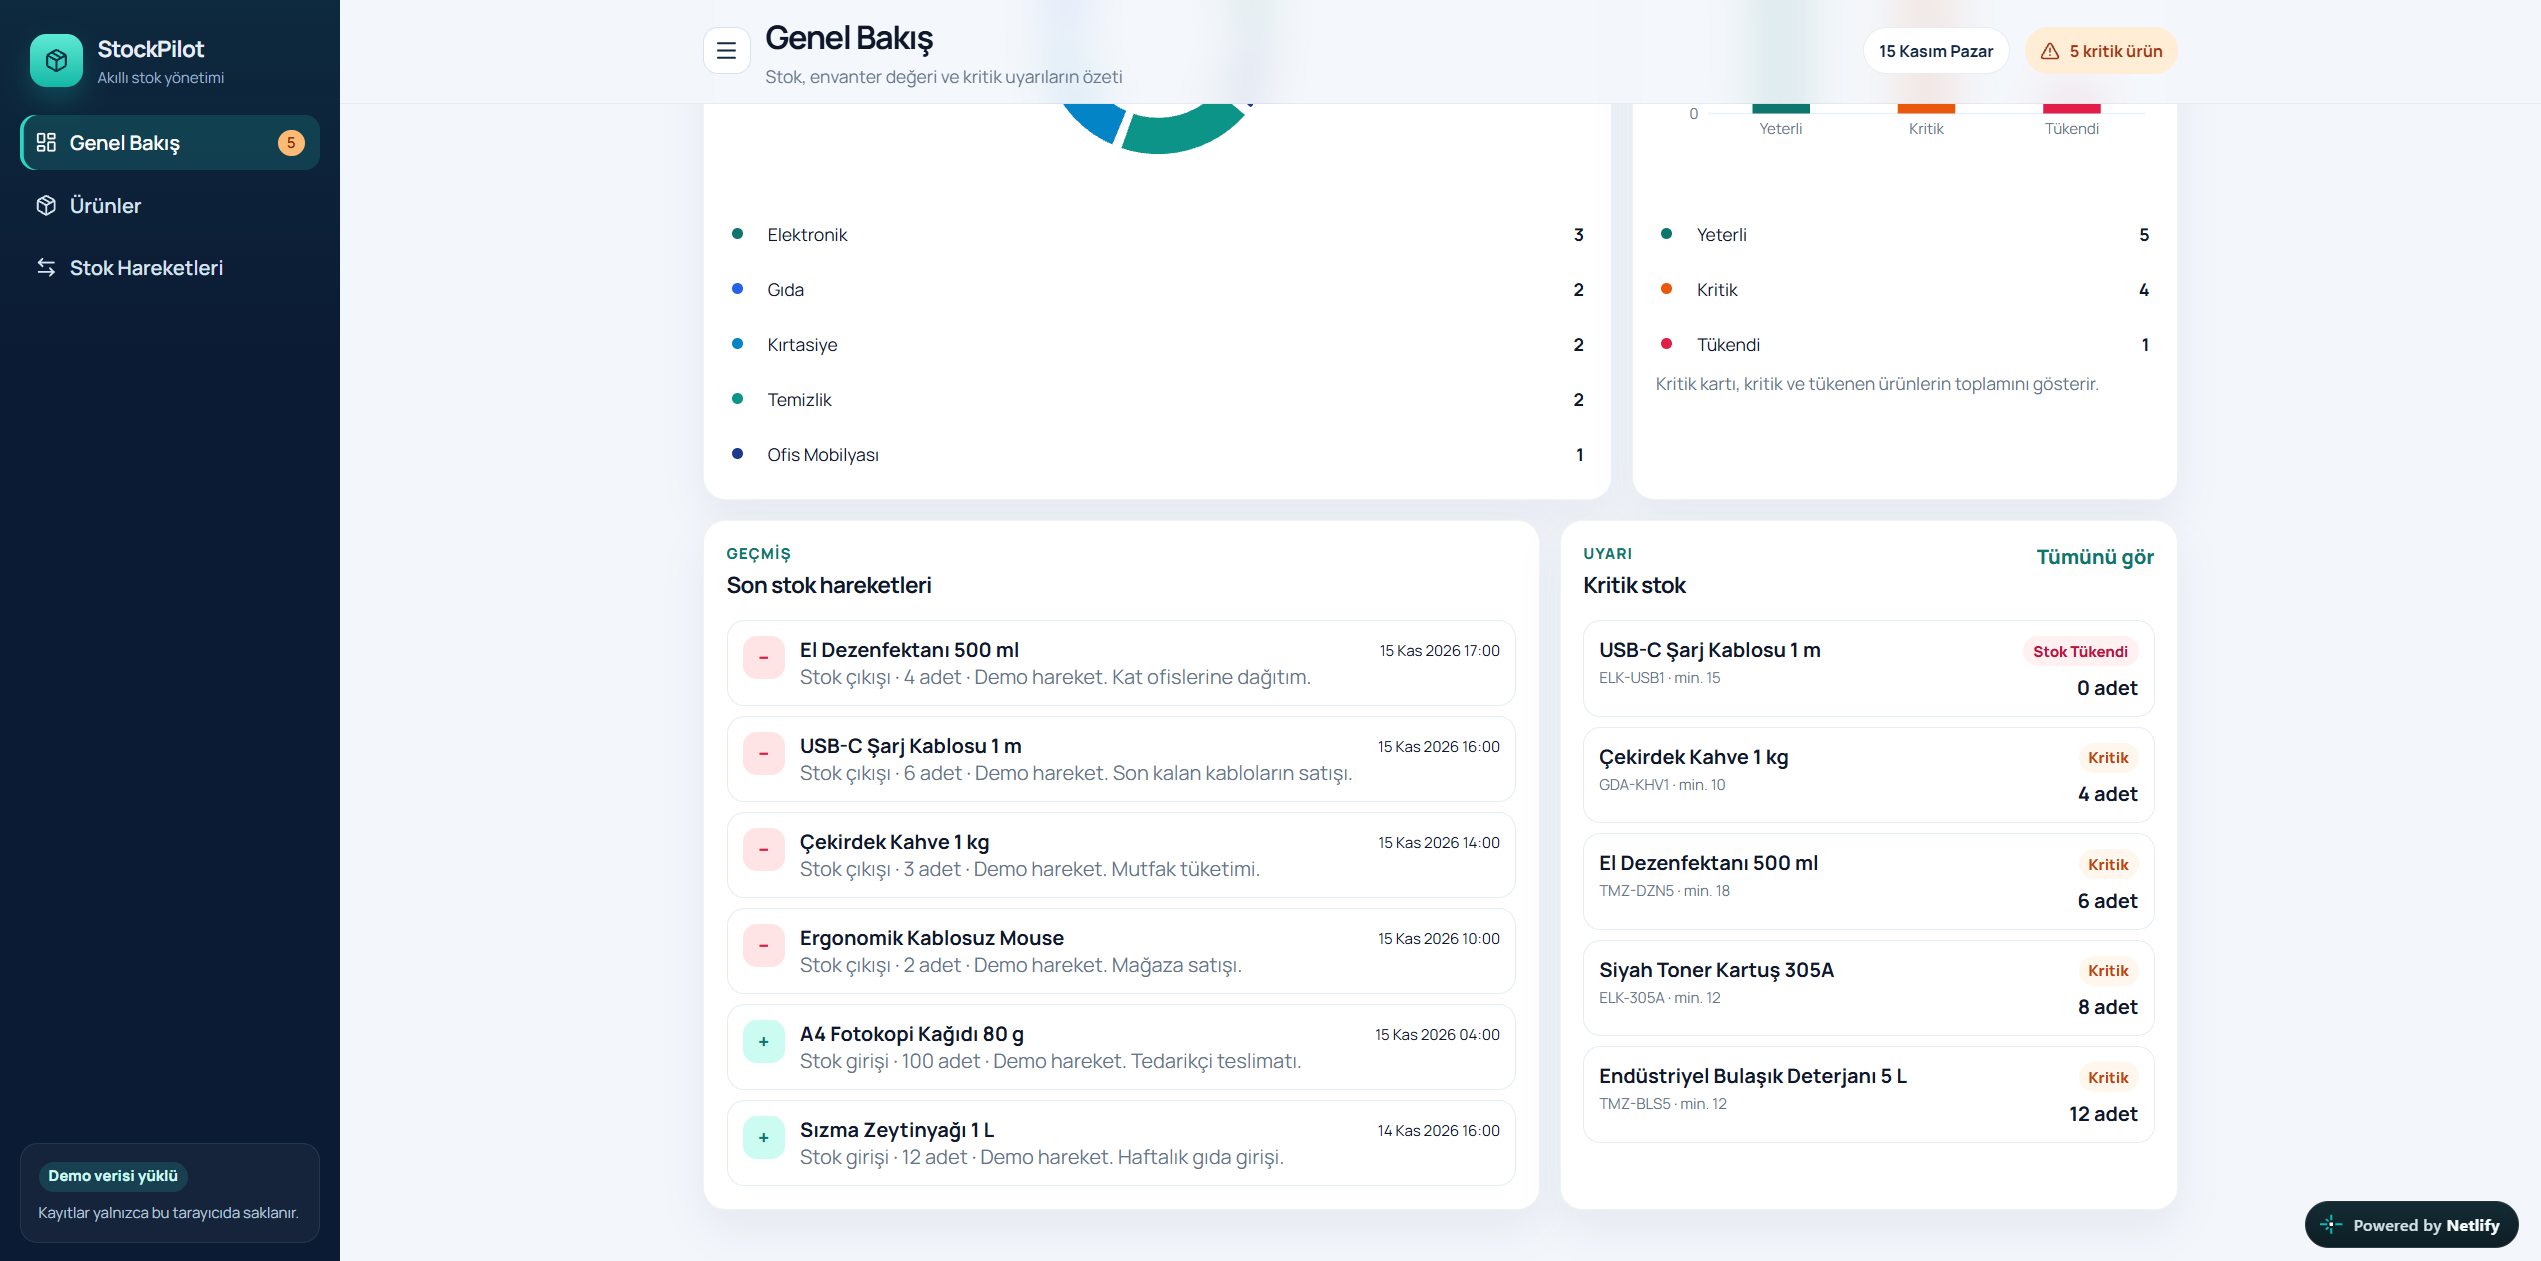 StockPilot
Akıllı stok yönetimi
Genel Bakış
5
Ürünler
Stok Hareketleri
Demo verisi yüklü
Kayıtlar yalnızca bu tarayıcıda saklanır.
Genel Bakış
Stok, envanter değeri ve kritik uyarıların özeti
15 Kasım Pazar
5 kritik ürün
Elektronik 3
Gıda 2
Kırtasiye 2
Temizlik 2
Ofis Mobilyası 1
0
Yeterli Kritik Tükendi
Yeterli 5
Kritik 4
Tükendi 1
Kritik kartı, kritik ve tükenen ürünlerin toplamını gösterir.
GEÇMİŞ
Son stok hareketleri
El Dezenfektanı 500 ml 15 Kas 2026 17:00
Stok çıkışı · 4 adet · Demo hareket. Kat ofislerine dağıtım.
USB-C Şarj Kablosu 1 m 15 Kas 2026 16:00
Stok çıkışı · 6 adet · Demo hareket. Son kalan kabloların satışı.
Çekirdek Kahve 1 kg 15 Kas 2026 14:00
Stok çıkışı · 3 adet · Demo hareket. Mutfak tüketimi.
Ergonomik Kablosuz Mouse 15 Kas 2026 10:00
Stok çıkışı · 2 adet · Demo hareket. Mağaza satışı.
A4 Fotokopi Kağıdı 80 g 15 Kas 2026 04:00
Stok girişi · 100 adet · Demo hareket. Tedarikçi teslimatı.
Sızma Zeytinyağı 1 L 14 Kas 2026 16:00
Stok girişi · 12 adet · Demo hareket. Haftalık gıda girişi.
UYARI
Kritik stok
Tümünü gör
USB-C Şarj Kablosu 1 m Stok Tükendi
ELK-USB1 · min. 15
0 adet
Çekirdek Kahve 1 kg Kritik
GDA-KHV1 · min. 10
4 adet
El Dezenfektanı 500 ml Kritik
TMZ-DZN5 · min. 18
6 adet
Siyah Toner Kartuş 305A Kritik
ELK-305A · min. 12
8 adet
Endüstriyel Bulaşık Deterjanı 5 L Kritik
TMZ-BLS5 · min. 12
12 adet
Powered by Netlify